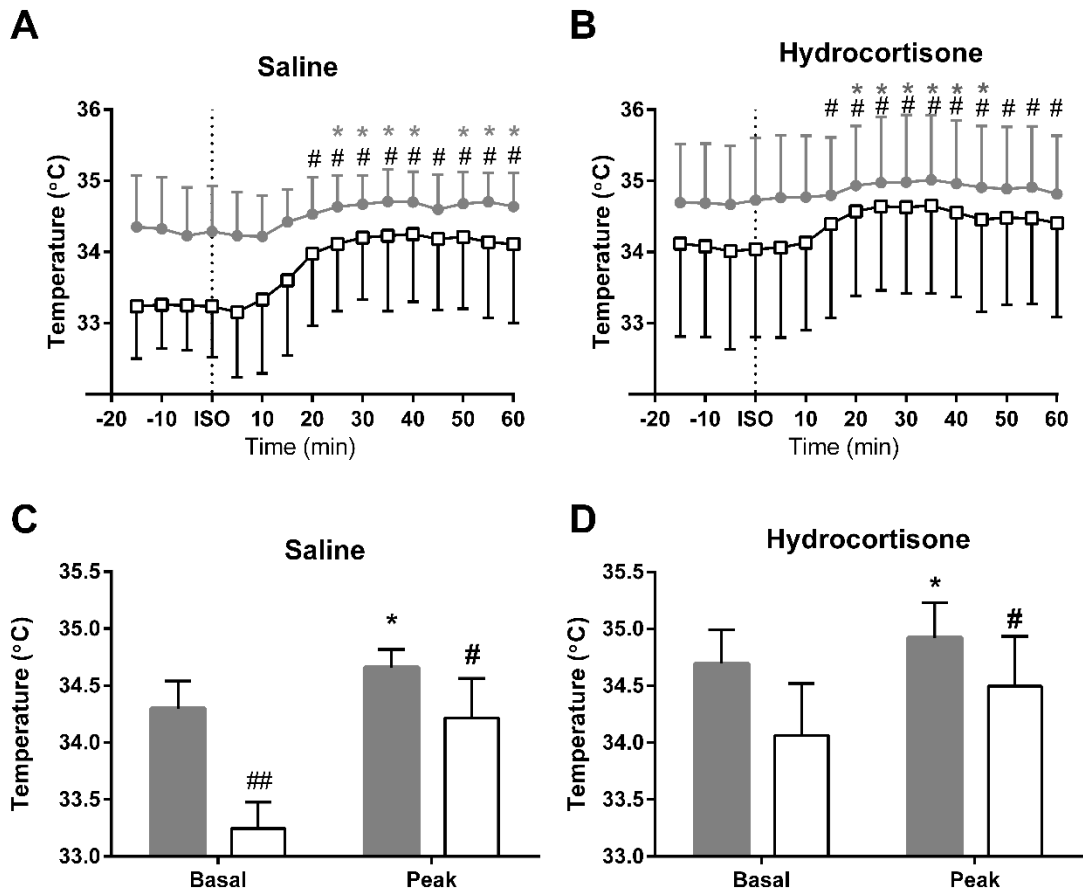 A
Saline
* * * * * * *
# # # # # # # # #
36
35
34
33
Temperature (°C)
-20 -10 ISO 10 20 30 40 50 60
Time (min)
B
Hydrocortisone
* * * * * *
# # # # # # # # # #
36
35
34
33
Temperature (°C)
-20 -10 ISO 10 20 30 40 50 60
Time (min)
C
Saline
35.5
35.0
34.5
34.0
33.5
33.0
Temperature (°C)
##
*
#
Basal Peak
D
Hydrocortisone
35.5
35.0
34.5
34.0
33.5
33.0
Temperature (°C)
*
#
Basal Peak